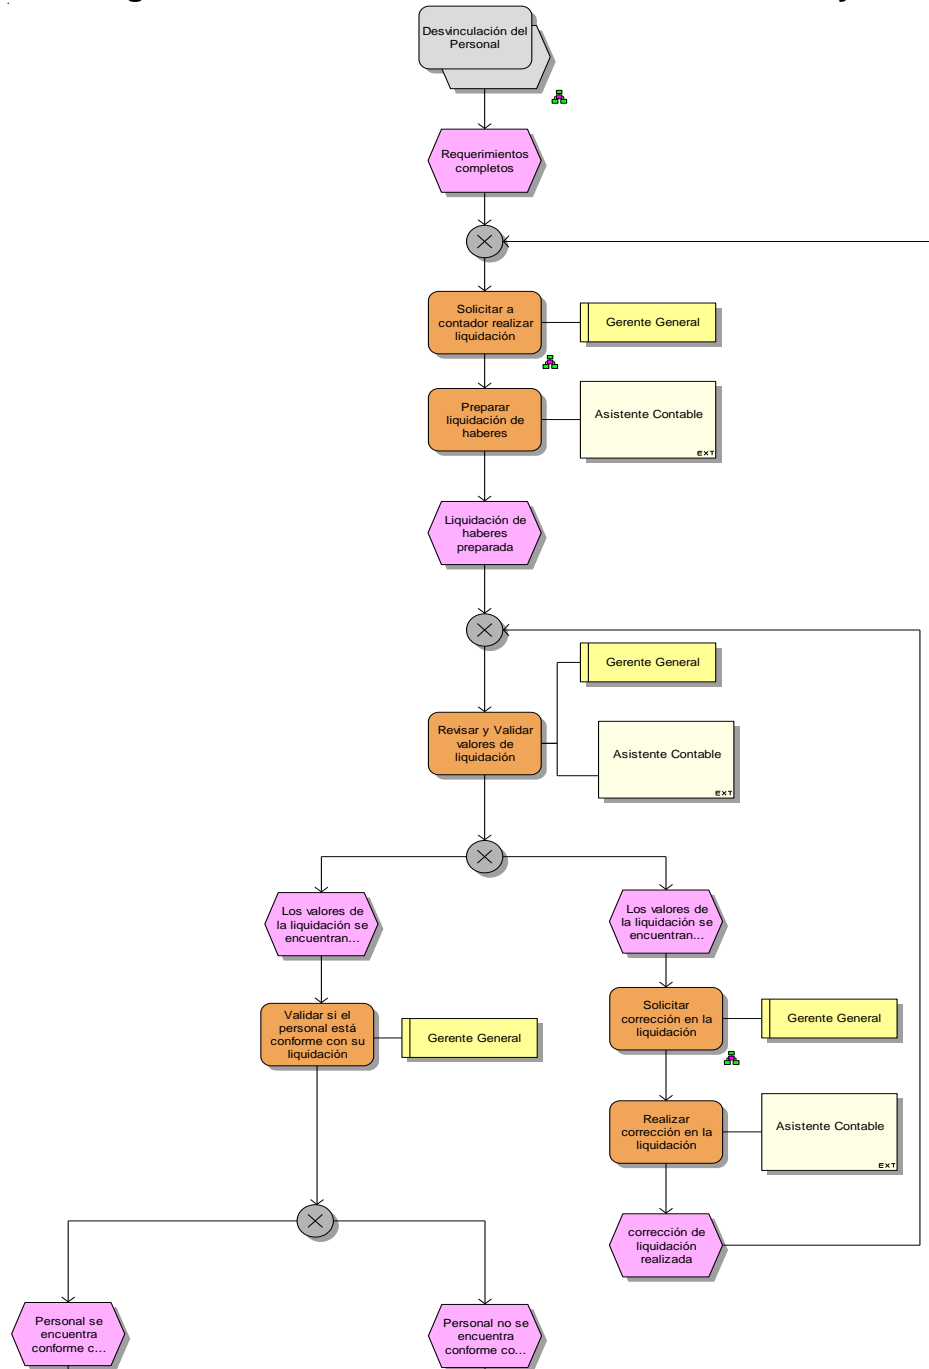 Desvinculación del
Personal
Requerimientos
completos
Solicitar a
contador realizar
liquidación
Gerente General
Preparar
liquidación de
haberes
Asistente Contable
EXT
Liquidación de
haberes
preparada
Gerente General
Revisar y Validar
valores de
liquidación
Asistente Contable
EXT
Los valores de
la liquidación se
encuentran...
Los valores de
la liquidación se
encuentran...
Validar si el
personal está
conforme con su
liquidación
Gerente General
Solicitar
corrección en la
liquidación
Gerente General
Realizar
corrección en la
liquidación
Asistente Contable
EXT
corrección de
liquidación
realizada
Personal se
encuentra
conforme c...
Personal no se
encuentra
conforme co...